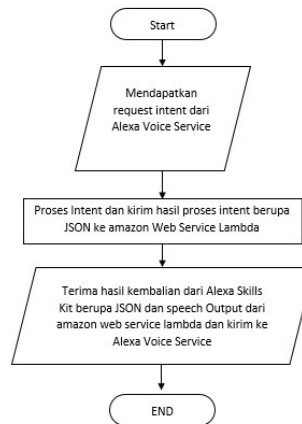 Start
Mendapatkan
request intent dari
Alexa Voice Service
Proses Intent dan kirim hasil proses intent berupa
JSON ke amazon Web Service Lambda
Terima hasil kembalian dari Alexa Skills
Kit berupa JSON dan speech Output dari
amazon web service lambda dan kirim ke
Alexa Voice Service
END